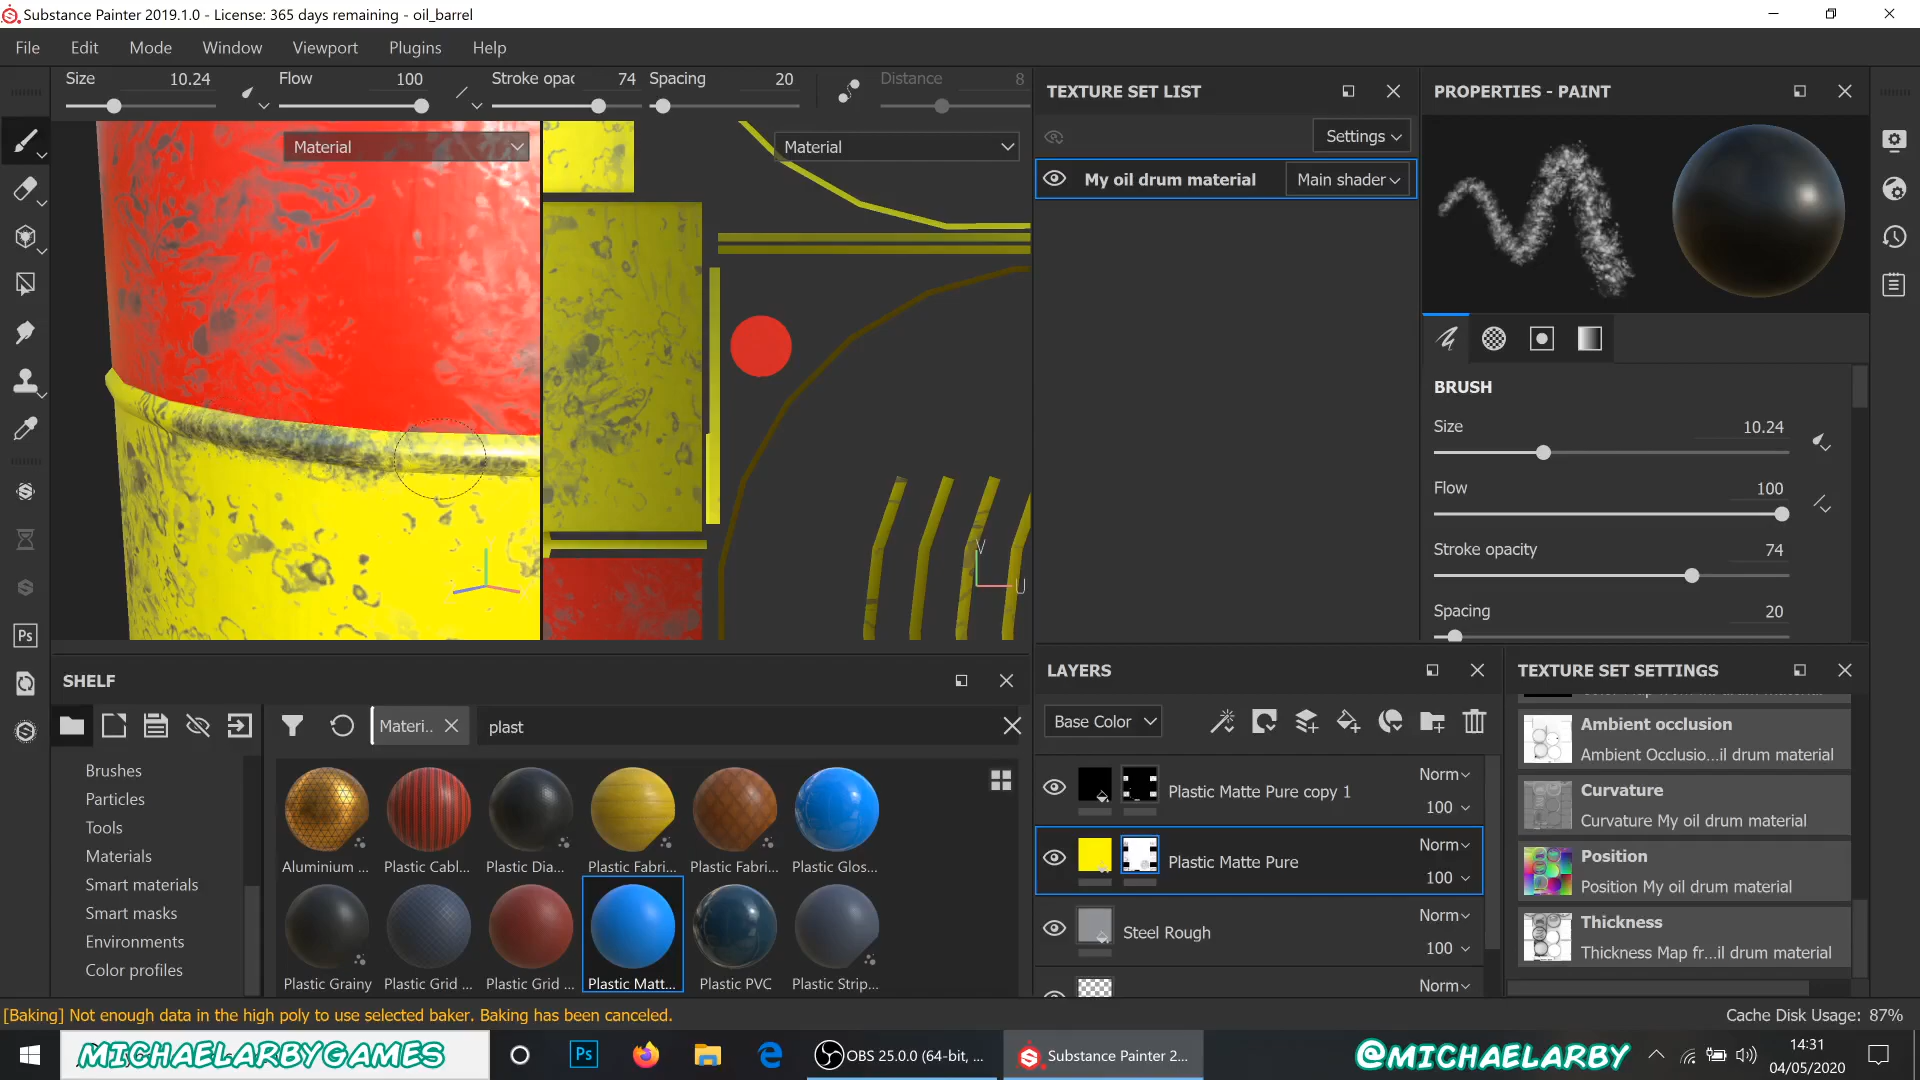 Substance Painter 2019.1.0 - License: 365 days remaining - oil_barrel
File Edit Mode Window Viewport Plugins Help
Size 10.24 Flow 100 Stroke opac 74 Spacing 20 Distance 8
Material
Material
V
U
TEXTURE SET LIST
Settings
My oil drum material Main shader
PROPERTIES - PAINT
BRUSH
Size 10.24
Flow 100
Stroke opacity 74
Spacing 20
Ps
SHELF
Materi.. plast
Brushes
Particles
Tools
Materials
Smart materials
Smart masks
Environments
Color profiles
Aluminium ... Plastic Cabl... Plastic Dia... Plastic Fabri... Plastic Fabri... Plastic Glos...
Plastic Grainy Plastic Grid ... Plastic Grid ... Plastic Matt... Plastic PVC Plastic Strip...
LAYERS
Base Color
Norm
Plastic Matte Pure copy 1
100
Norm
Plastic Matte Pure
100
Norm
Steel Rough
100
Norm
TEXTURE SET SETTINGS
Ambient occlusion
Ambient Occlusio...il drum material
Curvature
Curvature My oil drum material
Position
Position My oil drum material
Thickness
Thickness Map fr...il drum material
[Baking] Not enough data in the high poly to use selected baker. Baking has been canceled.
Cache Disk Usage: 87%
MICHAELARBYGAMES
Ps
OBS 25.0.0 (64-bit, ...
Substance Painter 2...
@MICHAELARBY
14:31
04/05/2020